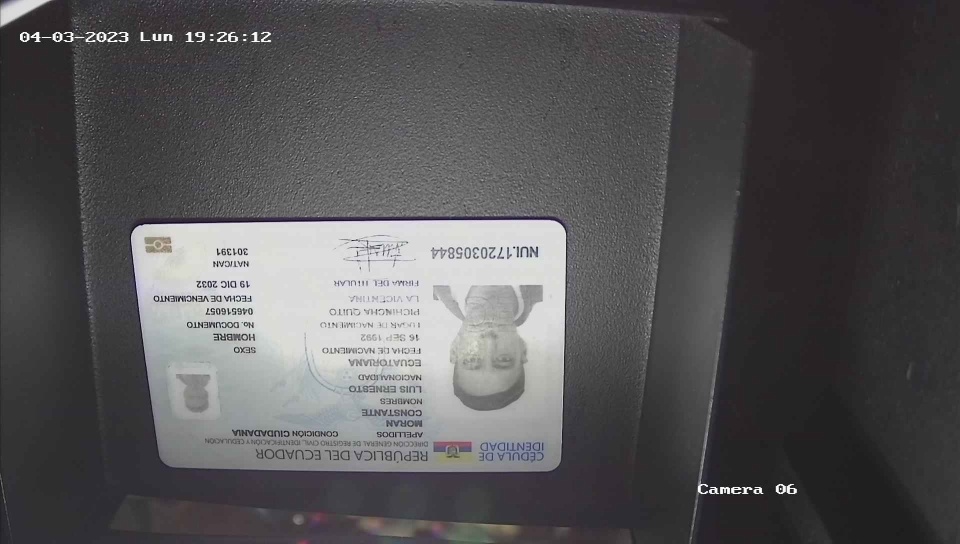 04-03-2023 Lun 19:26:12
CÉDULA DE IDENTIDAD
REPÚBLICA DEL ECUADOR
DIRECCIÓN GENERAL DE REGISTRO CIVIL, IDENTIFICACIÓN Y CEDULACIÓN
APELLIDOS
MORAN
CONSTANTE
NOMBRES
LUIS ERNESTO
NACIONALIDAD
ECUATORIANA
FECHA DE NACIMIENTO
16 SEP 1992
LUGAR DE NACIMIENTO
PICHINCHA QUITO
LA VICENTINA
FIRMA DEL TITULAR
CONDICIÓN CIUDADANÍA
SEXO
HOMBRE
No. DOCUMENTO
0465116057
FECHA DE VENCIMIENTO
19 DIC 2032
NAT/CAN
301391
NUI.1720305844
Camera 06